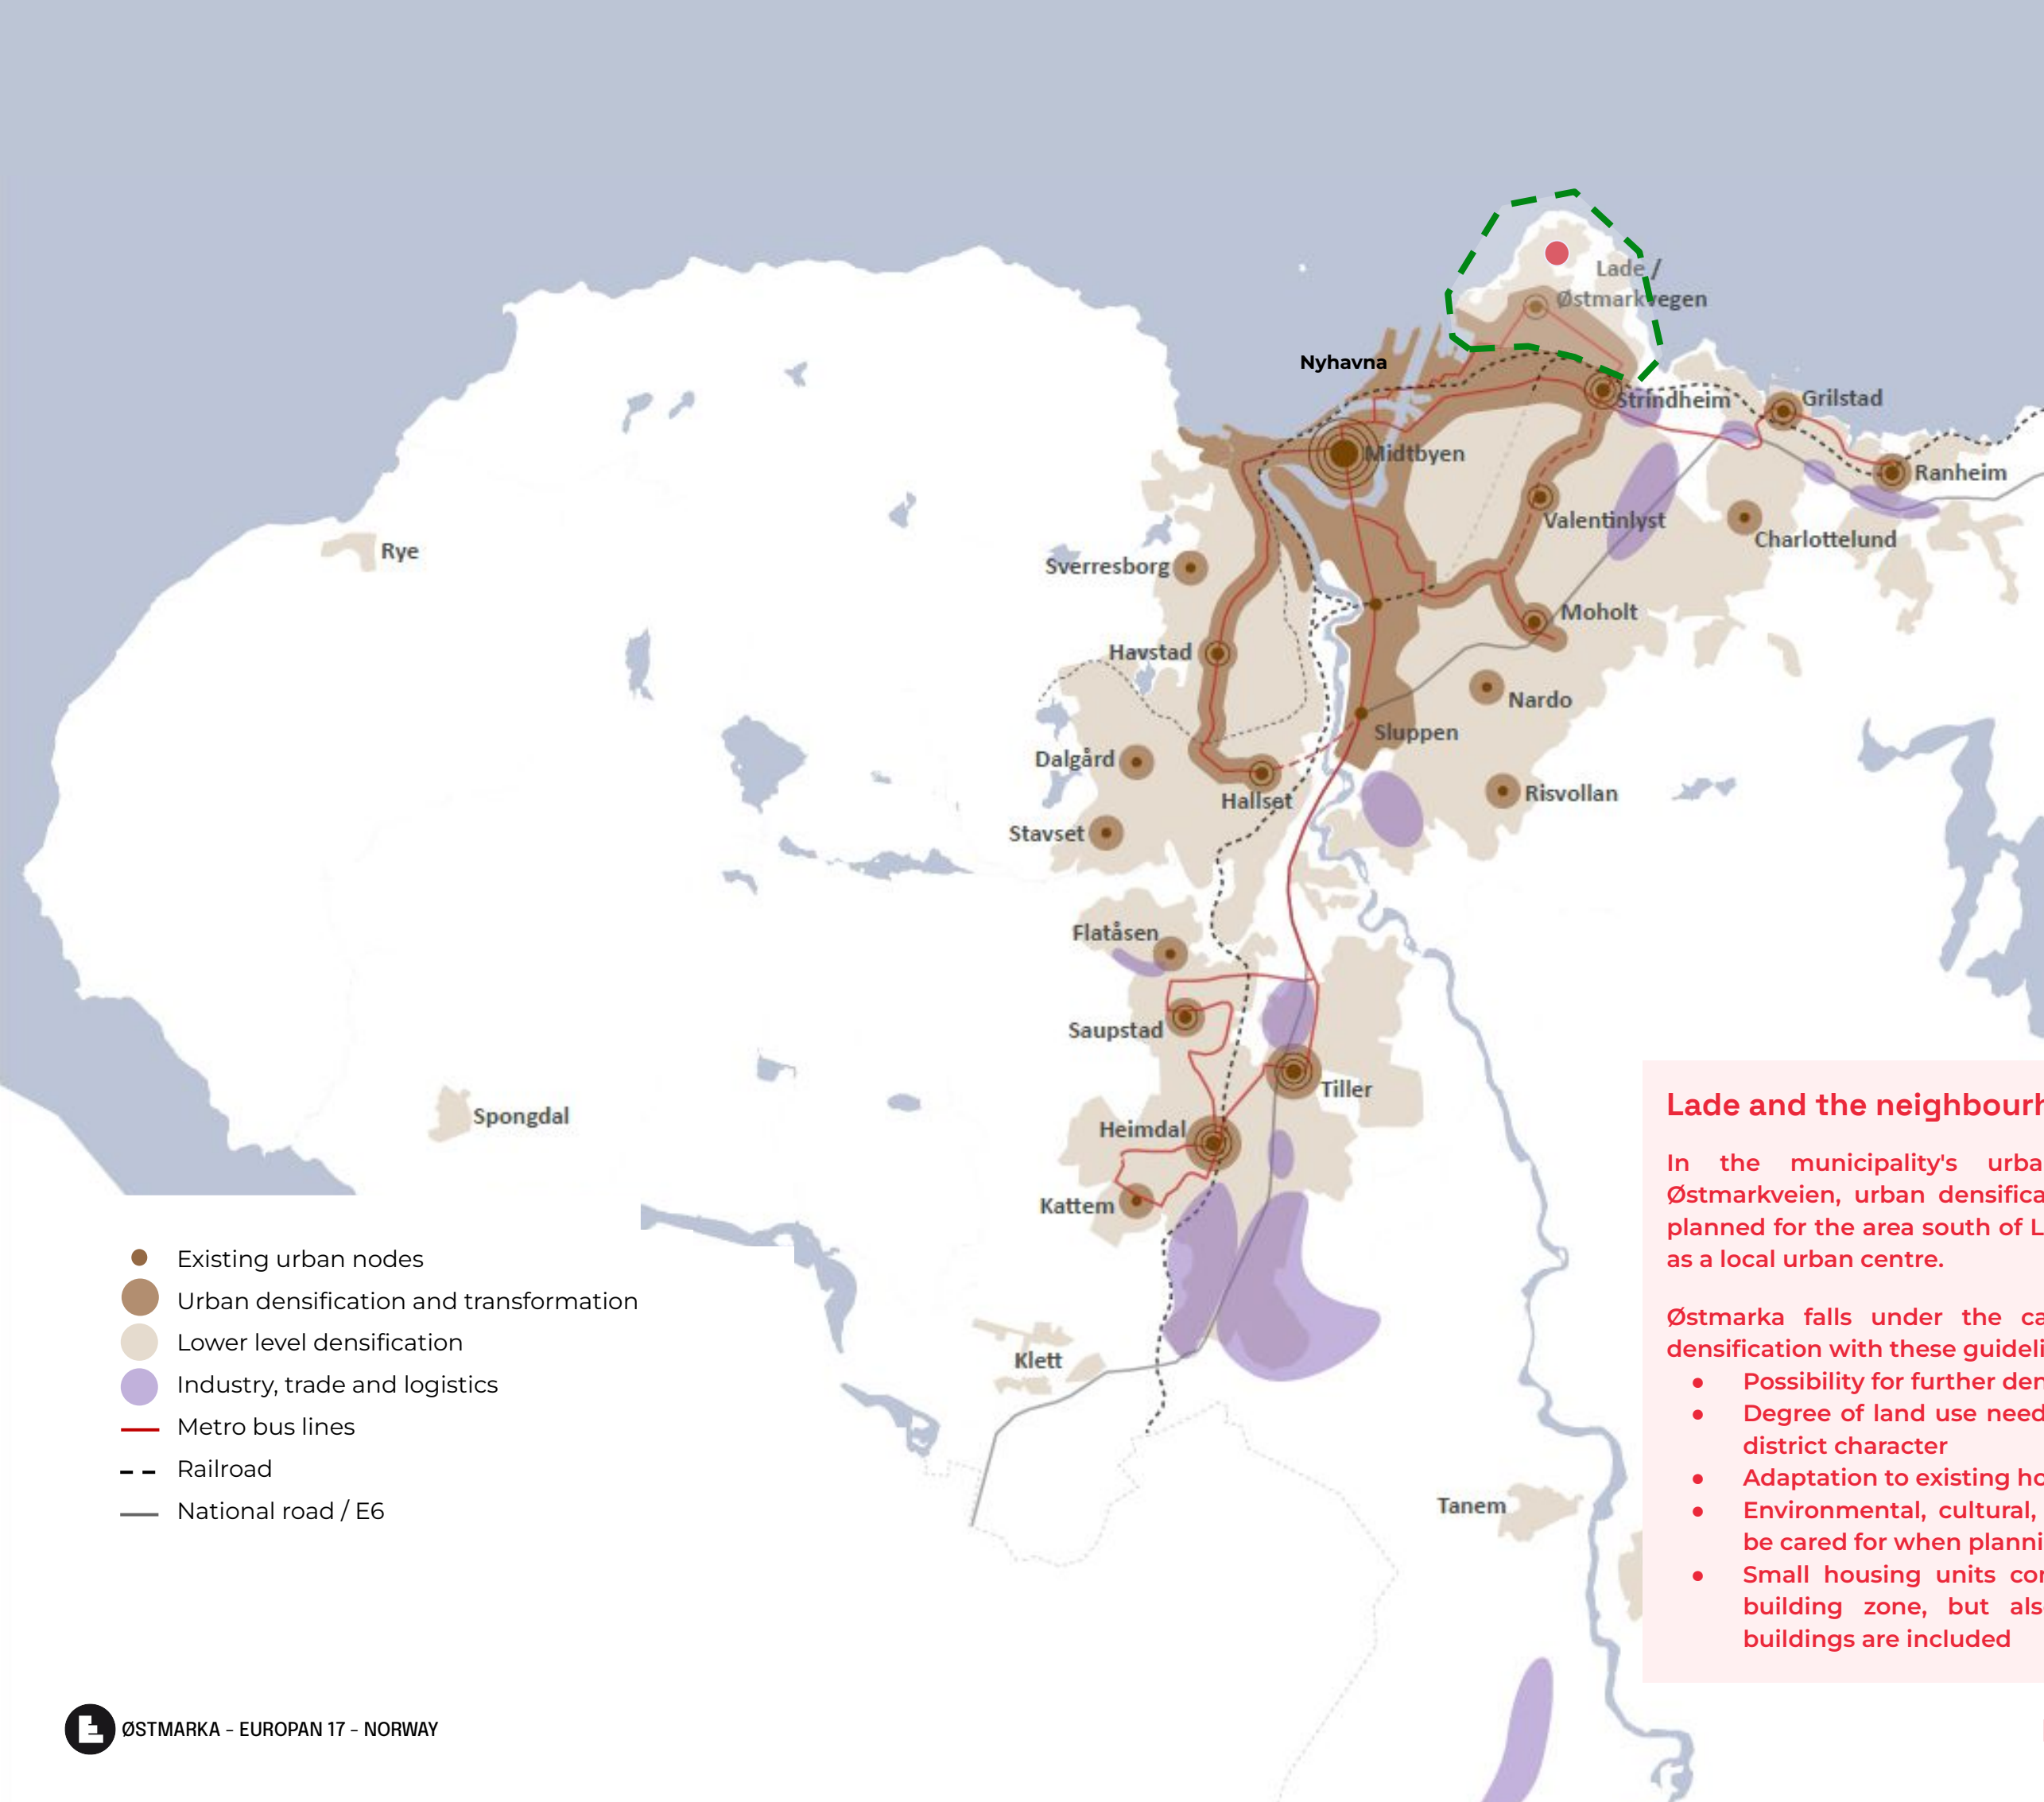 Lade /
Østmarkvegen
Nyhavna
Strindheim
Grilstad
Midtbyen
Ranheim
Valentinlyst
Charlottelund
Rye
Sverresborg
Moholt
Havstad
Nardo
Sluppen
Dalgård
Hallset
Risvollan
Stavset
Flatåsen
Saupstad
Tiller
Heimdal
Kattem
Spongdal
Klett
Tanem
Existing urban nodes
Urban densification and transformation
Lower level densification
Industry, trade and logistics
Metro bus lines
Railroad
National road / E6
Lade and the neighbourh
In the municipality's urba
Østmarkveien, urban densifica
planned for the area south of L
as a local urban centre.
Østmarka falls under the ca
densification with these guideli
● Possibility for further den
● Degree of land use need
district character
● Adaptation to existing ho
● Environmental, cultural,
be cared for when planni
● Small housing units con
building zone, but als
buildings are included
ØSTMARKA - EUROPAN 17 - NORWAY